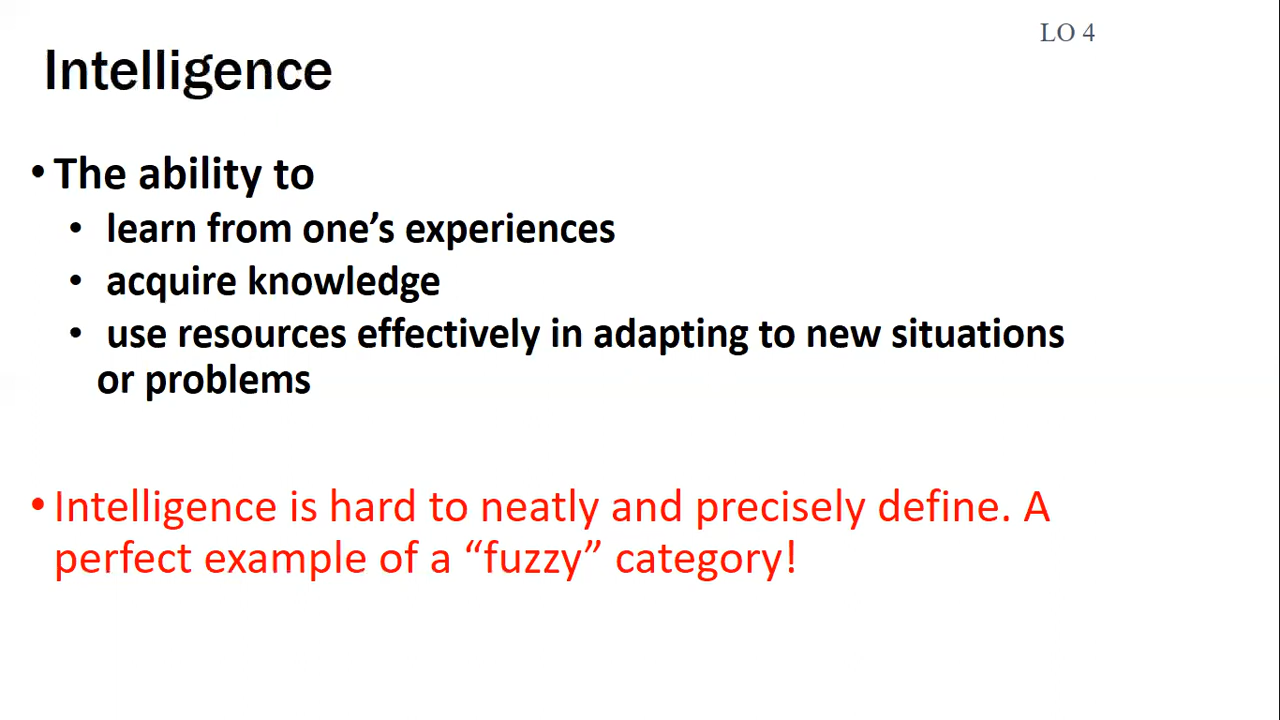 LO 4
Intelligence
• The ability to
• learn from one’s experiences
• acquire knowledge
• use resources effectively in adapting to new situations
or problems
• Intelligence is hard to neatly and precisely define. A
perfect example of a “fuzzy” category!